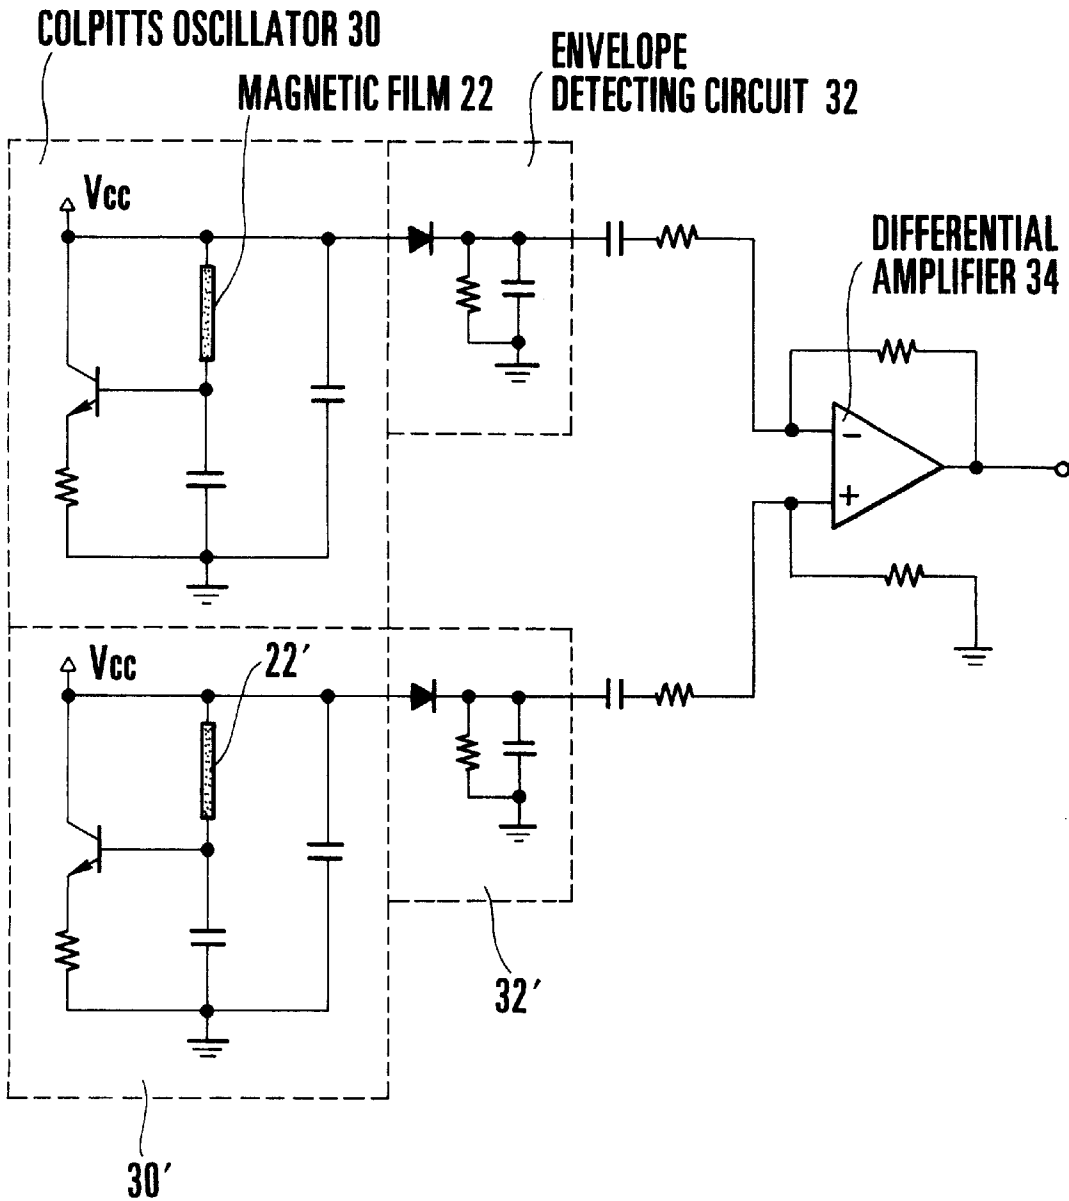 COLPITTS OSCILLATOR 30
ENVELOPE
DETECTING CIRCUIT 32
MAGNETIC FILM 22
Vcc
DIFFERENTIAL
AMPLIFIER 34
−
+
Vcc
22′
32′
30′